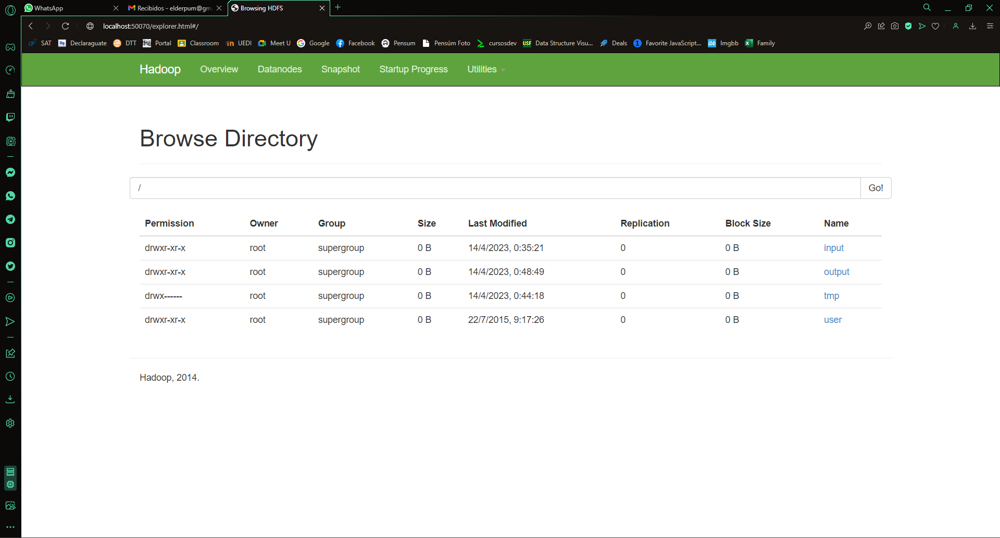 WhatsApp
Recibidos - elderpum@gm
Browsing HDFS
localhost:50070/explorer.html#/
SAT Declaraguate DTT Portal Classroom UEDI Meet U Google Facebook Pensum Pensúm Foto cursosdev Data Structure Visu... Deals Favorite JavaScript... Imgbb Family
Hadoop Overview Datanodes Snapshot Startup Progress Utilities
Browse Directory
/ Go!
Permission Owner Group Size Last Modified Replication Block Size Name
drwxr-xr-x root supergroup 0 B 14/4/2023, 0:35:21 0 0 B input
drwxr-xr-x root supergroup 0 B 14/4/2023, 0:48:49 0 0 B output
drwx------ root supergroup 0 B 14/4/2023, 0:44:18 0 0 B tmp
drwxr-xr-x root supergroup 0 B 22/7/2015, 9:17:26 0 0 B user
Hadoop, 2014.